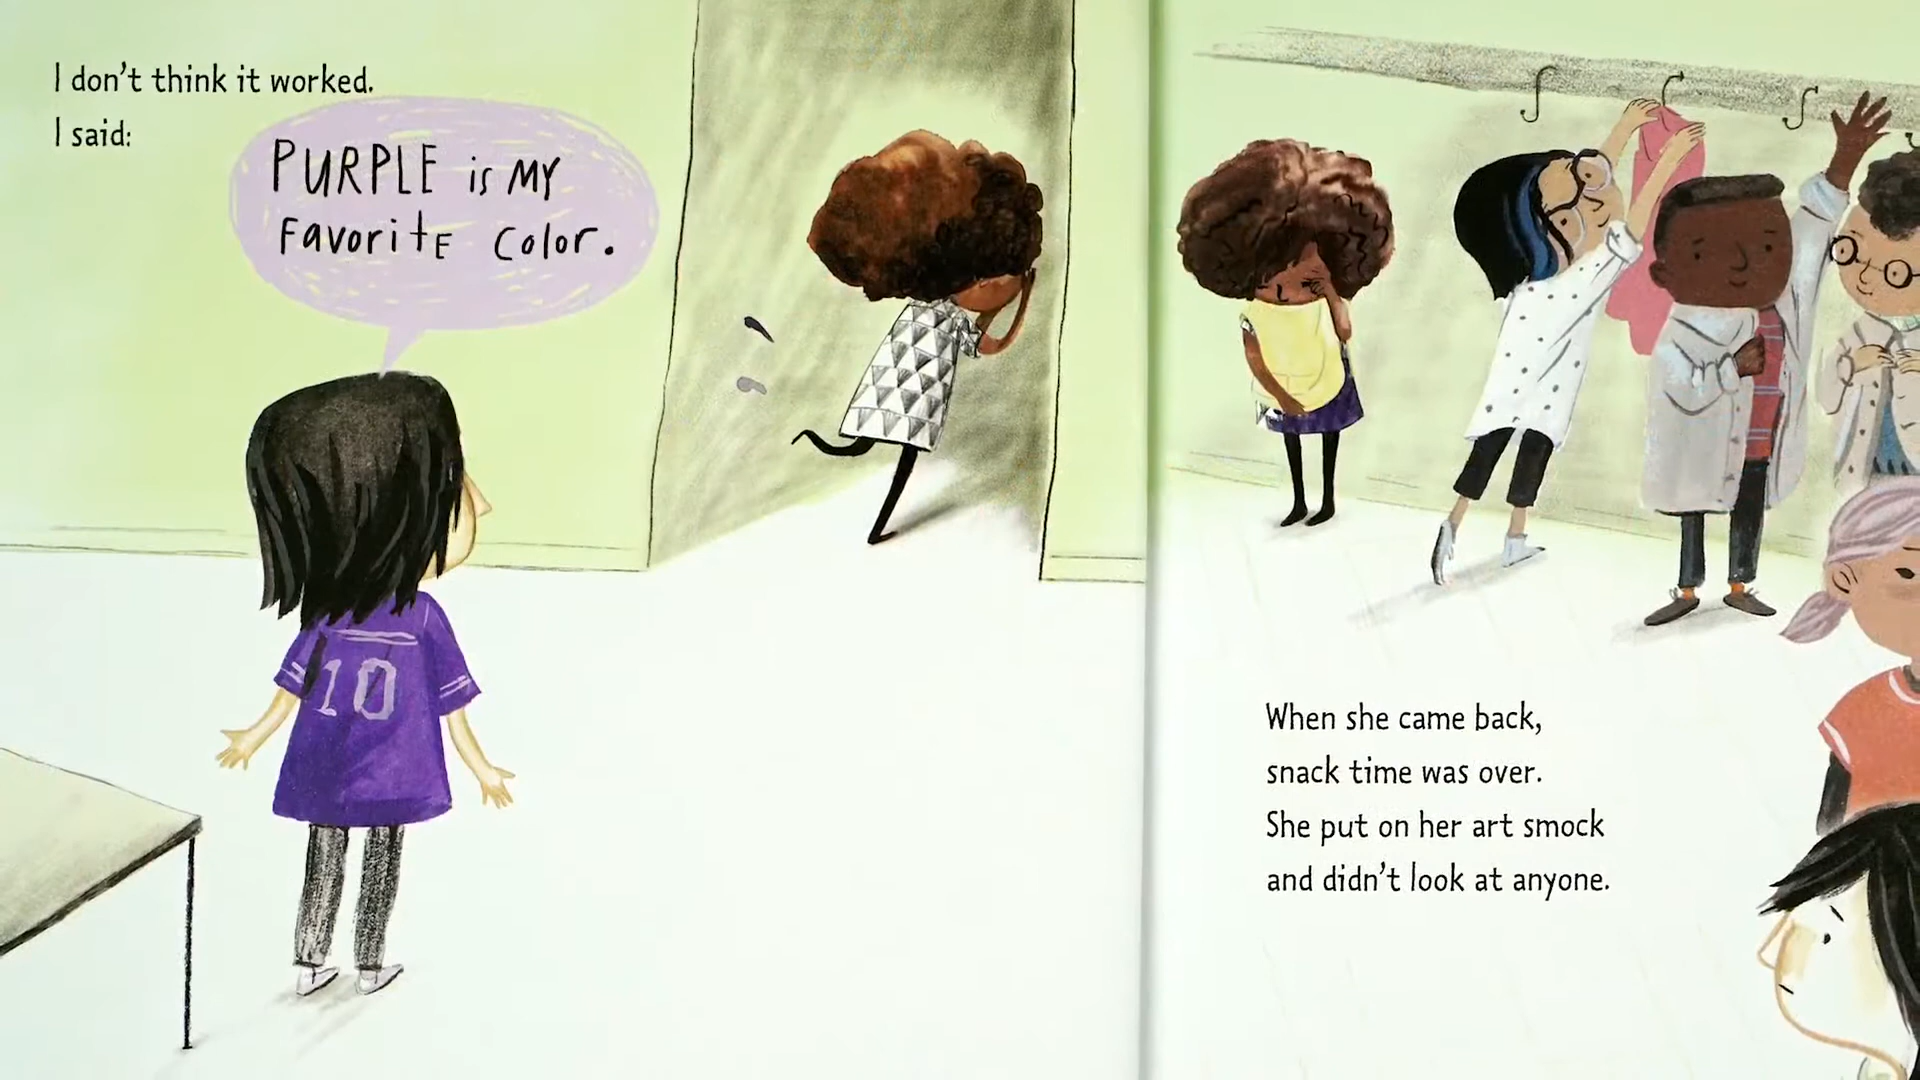 I don't think it worked.
I said:
PURPLE is MY
FavoritE Color.
10
When she came back,
snack time was over.
She put on her art smock
and didn't look at anyone.